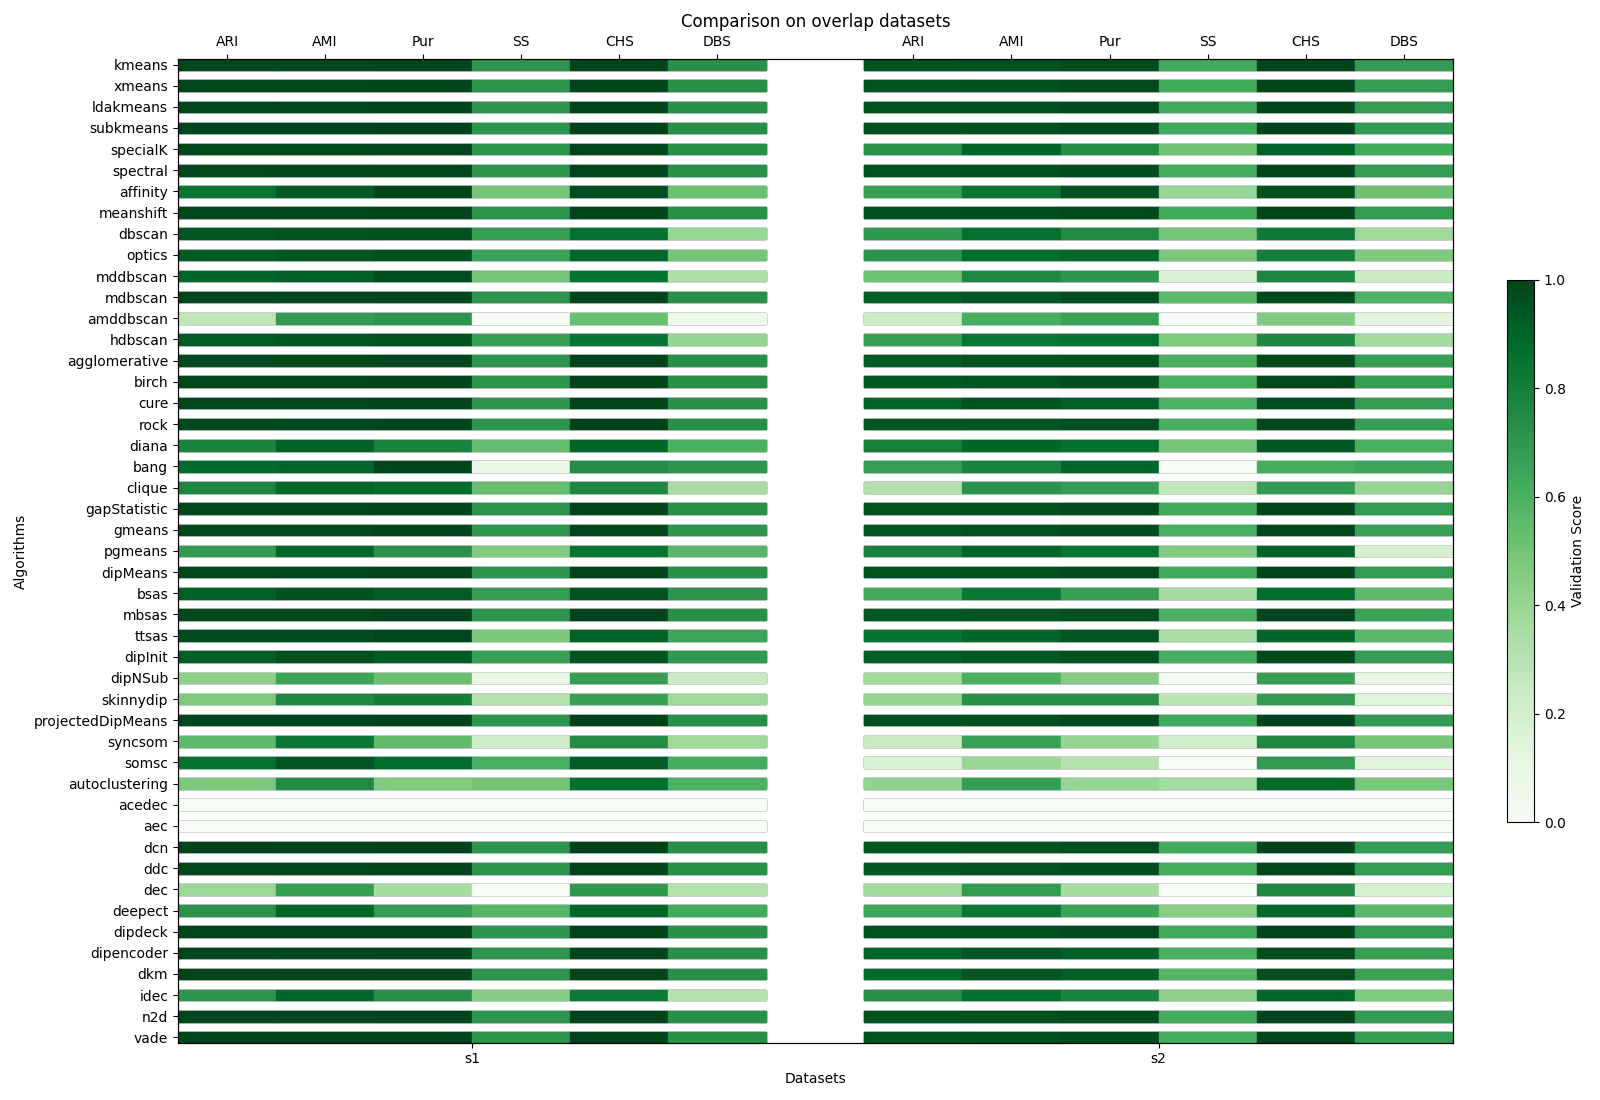 Comparison on overlap datasets
ARI AMI Pur SS CHS DBS ARI AMI Pur SS CHS DBS
kmeans
xmeans
ldakmeans
subkmeans
specialK
spectral
affinity
meanshift
dbscan
optics
mddbscan
mdbscan
amddbscan
hdbscan
agglomerative
birch
cure
rock
diana
bang
clique
gapStatistic
gmeans
pgmeans
dipMeans
bsas
mbsas
ttsas
dipInit
dipNSub
skinnydip
projectedDipMeans
syncsom
somsc
autoclustering
acedec
aec
dcn
ddc
dec
deepect
dipdeck
dipencoder
dkm
idec
n2d
vade
Algorithms
s1 s2
Datasets
1.0
0.8
0.6
0.4
0.2
0.0
Validation Score